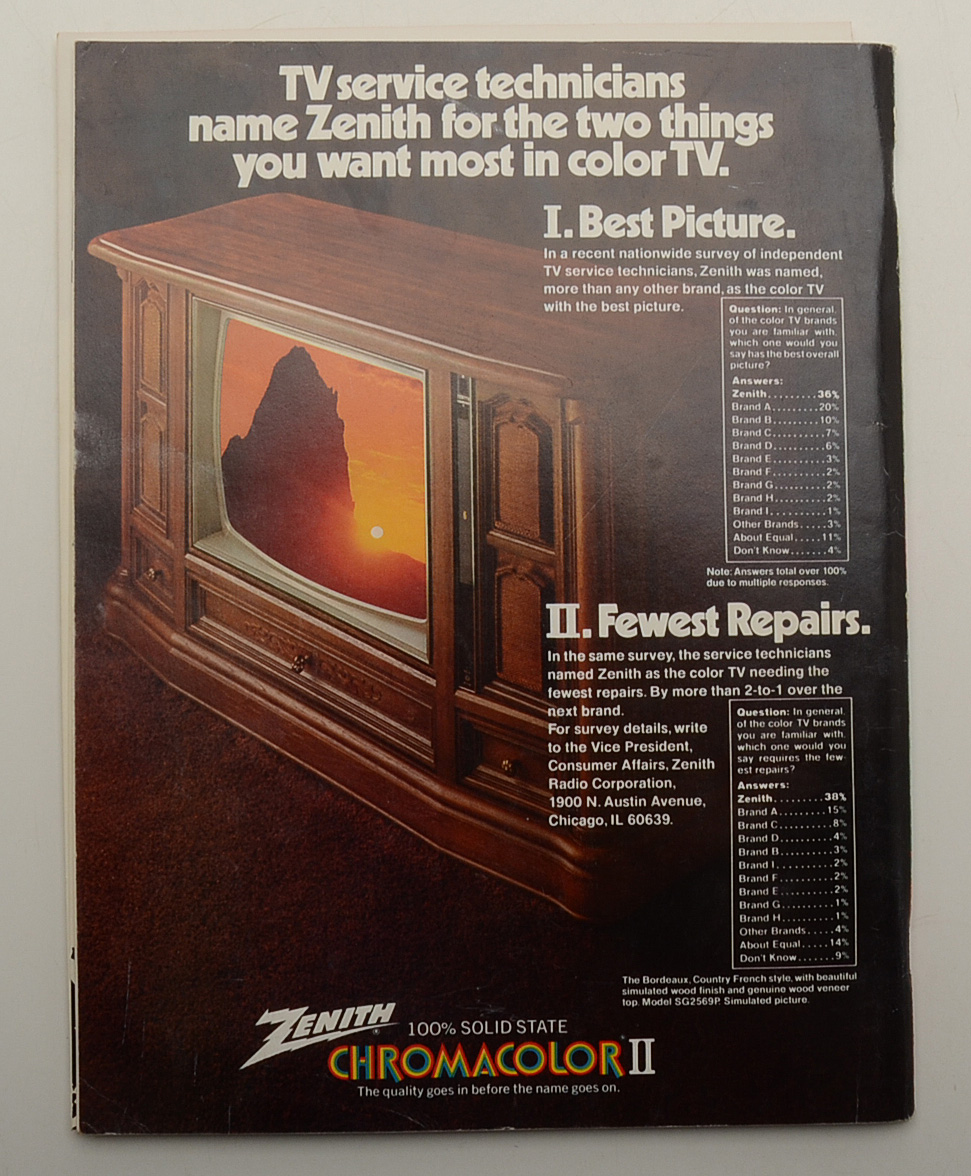 TV service technicians
name Zenith for the two things
you want most in color TV.
I. Best Picture.
In a recent nationwide survey of independent
TV service technicians, Zenith was named,
more than any other brand, as the color TV
with the best picture.
Question: In general,
of the color TV brands
you are familiar with,
which one would you
say has the best overall
picture?
Answers:
Zenith.........36%
Brand A.........20%
Brand B.........10%
Brand C..........7%
Brand D..........6%
Brand E..........3%
Brand F..........2%
Brand G..........2%
Brand H..........2%
Brand I..........1%
Other Brands.....3%
About Equal.....11%
Don't Know.......4%
Note: Answers total over 100%
due to multiple responses.
II. Fewest Repairs.
In the same survey, the service technicians
named Zenith as the color TV needing the
fewest repairs. By more than 2-to-1 over the
next brand.
For survey details, write
to the Vice President,
Consumer Affairs, Zenith
Radio Corporation,
1900 N. Austin Avenue,
Chicago, IL 60639.
Question: In general,
of the color TV brands
you are familiar with,
which one would you
say requires the few-
est repairs?
Answers:
Zenith.........38%
Brand A.........15%
Brand C..........8%
Brand D..........4%
Brand B..........3%
Brand I..........2%
Brand F..........2%
Brand E..........2%
Brand G..........1%
Brand H..........1%
Other Brands.....4%
About Equal.....14%
Don't Know.......9%
The Bordeaux, Country French style, with beautiful
simulated wood finish and genuine wood veneer
top. Model SG2569P. Simulated picture.
ZENITH® 100% SOLID STATE
CHROMACOLOR® II
The quality goes in before the name goes on.